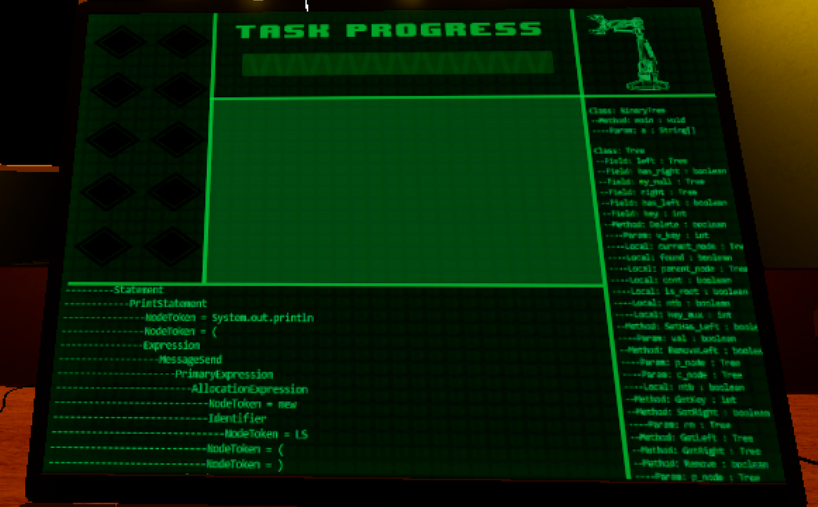 TASK PROGRESS
Class: BinaryTree
--Method: main : void
----Param: a : String[]
Class: Tree
--Field: left : Tree
--Field: has_right : boolean
--Field: my_null : Tree
--Field: right : Tree
--Field: has_left : boolean
--Field: key : int
--Method: Delete : boolean
----Param: v_key : int
----Local: current_node : Tre
----Local: found : boolean
----Local: parent_node : Tree
----Local: cont : boolean
----Local: is_root : boolean
----Local: ntb : boolean
----Local: key_aux : int
--Method: SetHas_Left : boole
----Param: val : boolean
--Method: RemoveLeft : boolea
----Param: p_node : Tree
----Param: c_node : Tree
----Local: ntb : boolean
--Method: GetKey : int
--Method: SetRight : boolean
----Param: rn : Tree
--Method: GetLeft : Tree
--Method: GetRight : Tree
--Method: Remove : boolean
----Param: p_node : Tree
-----------Statement
--------------PrintStatement
-----------------NodeToken = System.out.println
-----------------NodeToken = (
-----------------Expression
--------------------MessageSend
-----------------------PrimaryExpression
--------------------------AllocationExpression
-----------------------------NodeToken = new
-----------------------------Identifier
--------------------------------NodeToken = LS
-----------------------------NodeToken = (
-----------------------------NodeToken = )